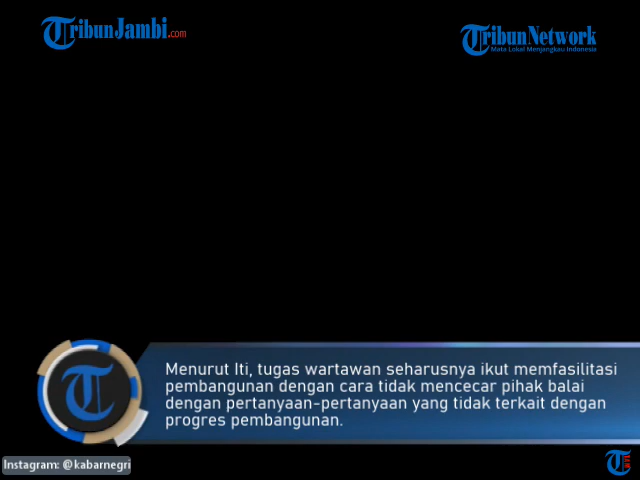 TribunJambi.com
TribunNetwork
Mata Lokal Menjangkau Indonesia
Menurut Iti, tugas wartawan seharusnya ikut memfasilitasi
pembangunan dengan cara tidak mencecar pihak balai
dengan pertanyaan-pertanyaan yang tidak terkait dengan
progres pembangunan.
Instagram: @kabarnegri